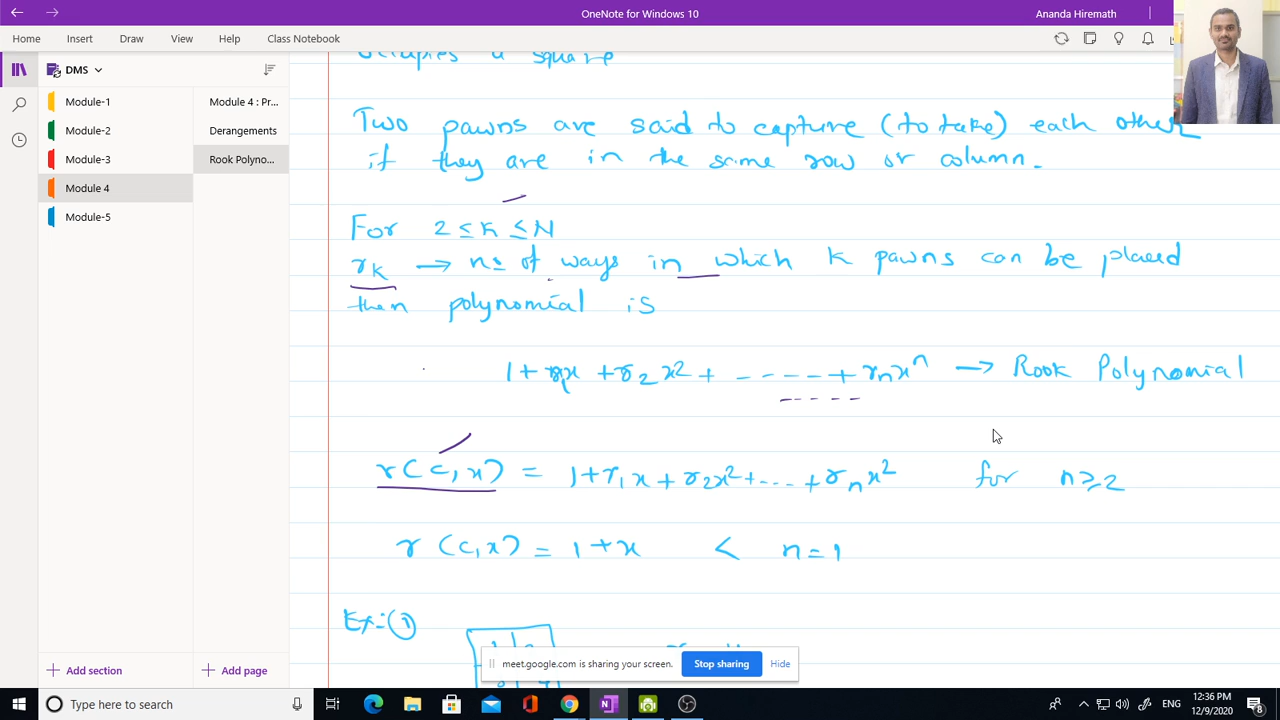 OneNote for Windows 10
Ananda Hiremath
Home Insert Draw View Help Class Notebook
DMS
Module-1
Module-2
Module-3
Module 4
Module-5
Module 4 : Pr...
Derangements
Rook Polyno...
occupies a square
Two pawns are said to capture (to take) each other
if they are in the same row or column.
For 2 ≤ K ≤ N
rK → no of ways in which k pawns can be placed
then polynomial is
1 + r1x + r2x² + ------ + rnxⁿ → Rook Polynomial
r(C,x) = 1 + r1x + r2x² + ... + rnx² for n ≥ 2
r(C,x) = 1 + x < n = 1
Ex:- (1)
meet.google.com is sharing your screen. Stop sharing Hide
+ Add section + Add page
Type here to search
ENG
12:36 PM
12/9/2020
8